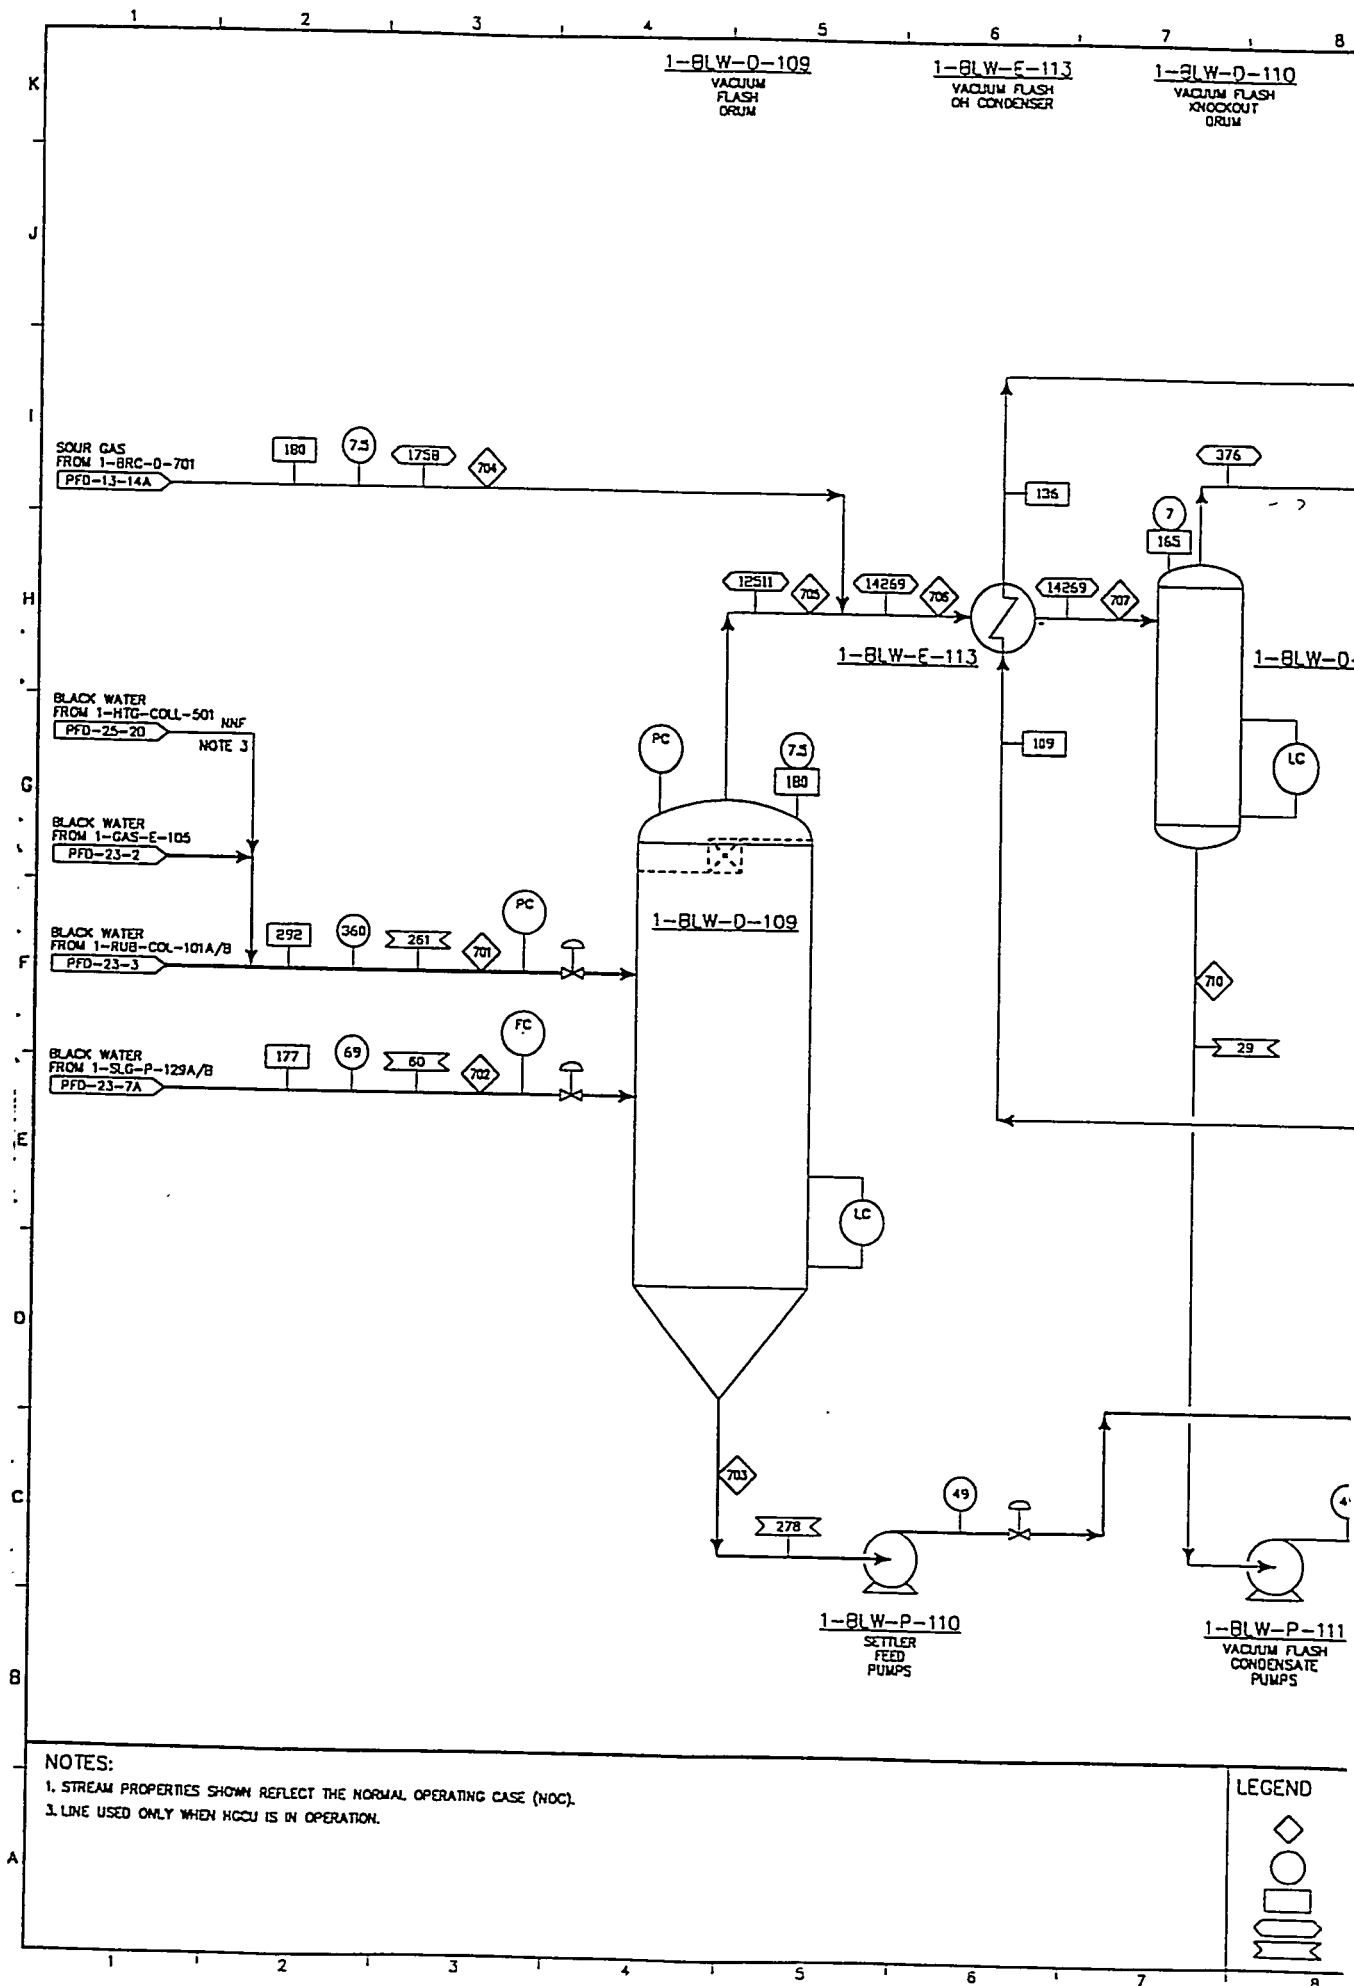 1
2
3
4
5
6
7
8
K
J
I
H
G
F
E
D
C
B
A
1-BLW-D-109
VACUUM
FLASH
DRUM
1-BLW-E-113
VACUUM FLASH
OH CONDENSER
1-BLW-D-110
VACUUM FLASH
KNOCKOUT
DRUM
SOUR GAS
FROM 1-BRC-D-701
PFD-13-14A
180
7.5
1758
704
136
376
7
165
12511
705
14269
706
14269
707
1-BLW-E-113
1-BLW-D-
BLACK WATER
FROM 1-HTG-COLL-501
NNF
PFD-25-20
NOTE 3
109
PC
7.5
180
LC
BLACK WATER
FROM 1-GAS-E-105
PFD-23-2
1-BLW-D-109
BLACK WATER
FROM 1-RUB-COL-101A/B
PFD-23-3
292
360
261
701
PC
710
29
BLACK WATER
FROM 1-SLG-P-129A/B
PFD-23-7A
177
69
60
702
FC
LC
703
278
49
1-BLW-P-110
SETTLER
FEED
PUMPS
1-BLW-P-111
VACUUM FLASH
CONDENSATE
PUMPS
NOTES:
1. STREAM PROPERTIES SHOWN REFLECT THE NORMAL OPERATING CASE (NOC).
3. LINE USED ONLY WHEN HGCU IS IN OPERATION.
LEGEND
1
2
3
4
5
6
7
8